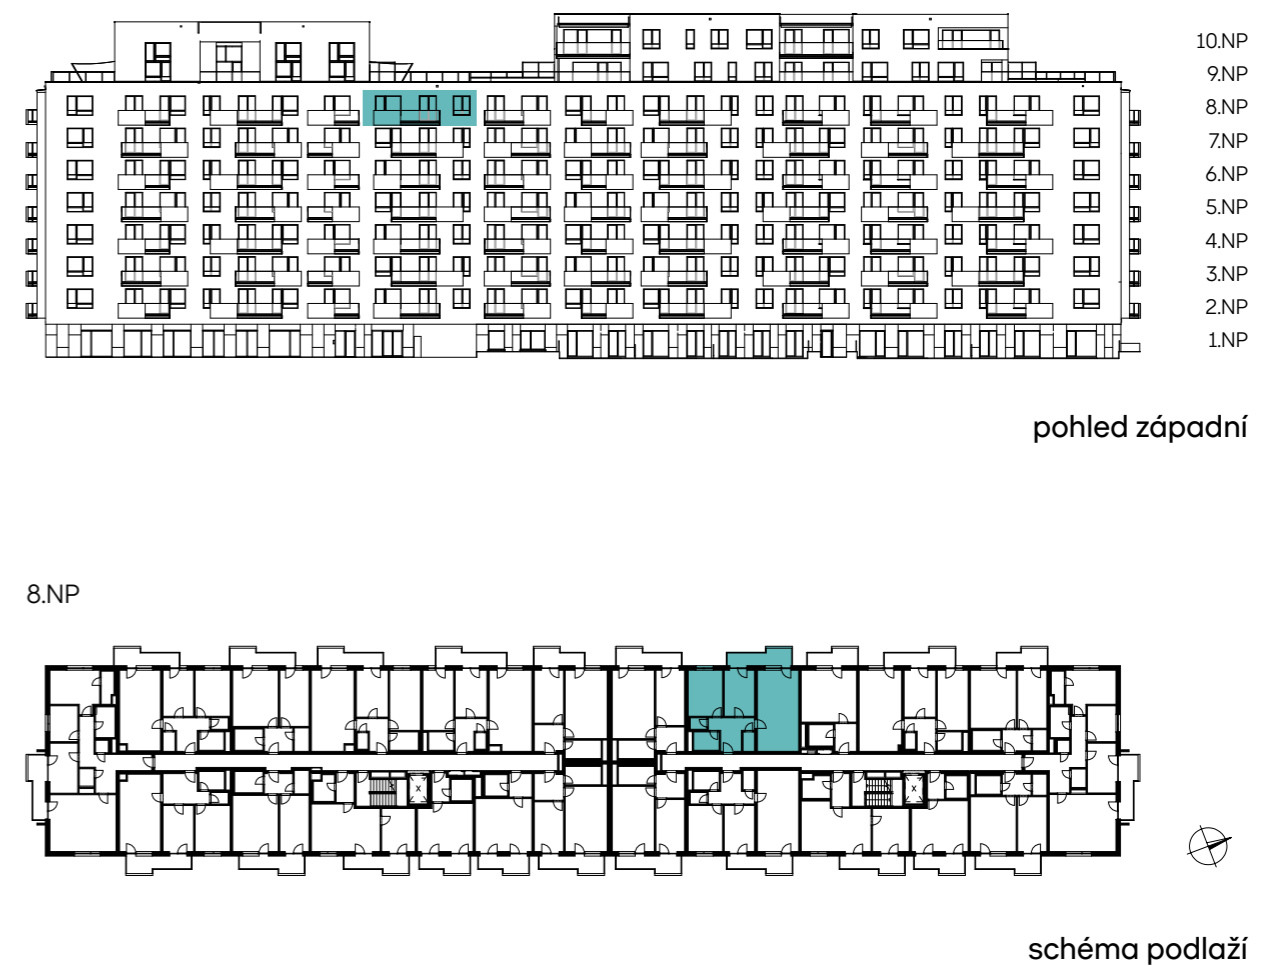 10.NP
9.NP
8.NP
7.NP
6.NP
5.NP
4.NP
3.NP
2.NP
1.NP
pohled západní
8.NP
schéma podlaží